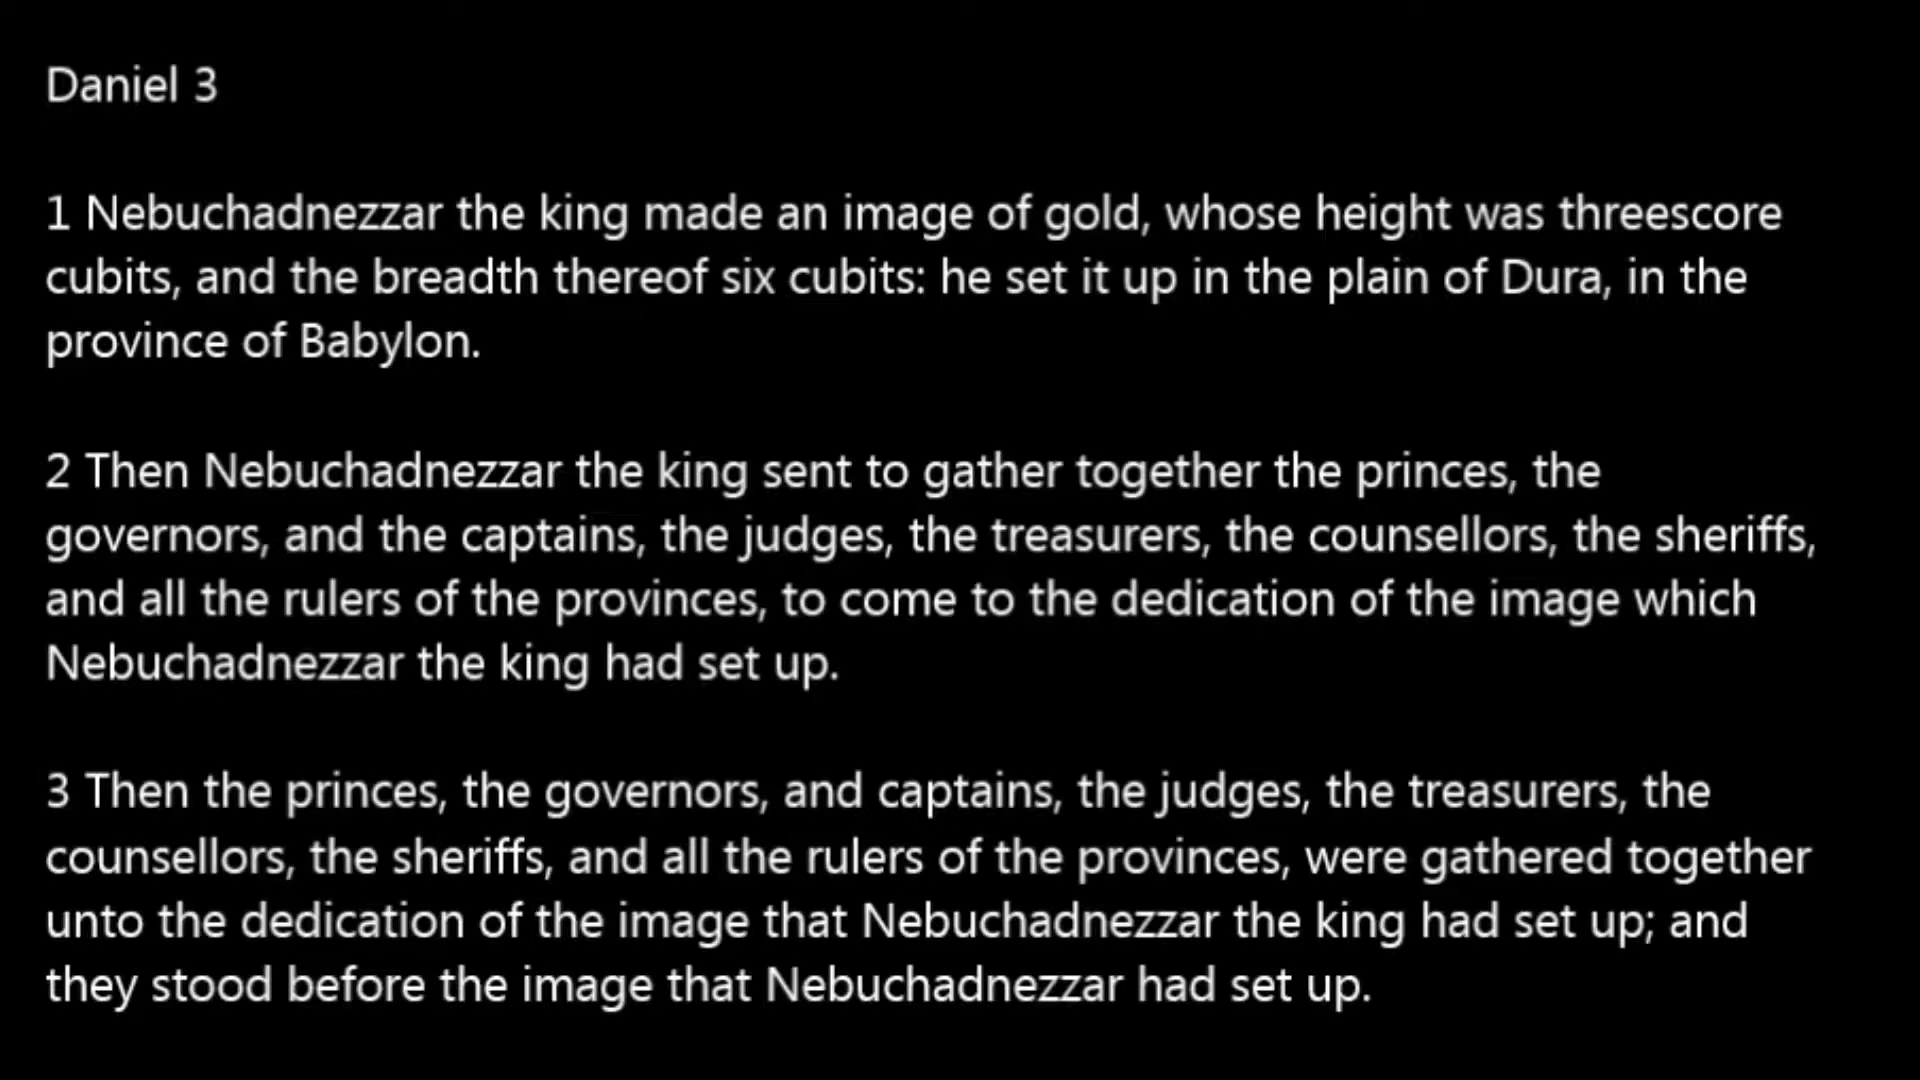 Daniel 3
1 Nebuchadnezzar the king made an image of gold, whose height was threescore
cubits, and the breadth thereof six cubits: he set it up in the plain of Dura, in the
province of Babylon.
2 Then Nebuchadnezzar the king sent to gather together the princes, the
governors, and the captains, the judges, the treasurers, the counsellors, the sheriffs,
and all the rulers of the provinces, to come to the dedication of the image which
Nebuchadnezzar the king had set up.
3 Then the princes, the governors, and captains, the judges, the treasurers, the
counsellors, the sheriffs, and all the rulers of the provinces, were gathered together
unto the dedication of the image that Nebuchadnezzar the king had set up; and
they stood before the image that Nebuchadnezzar had set up.